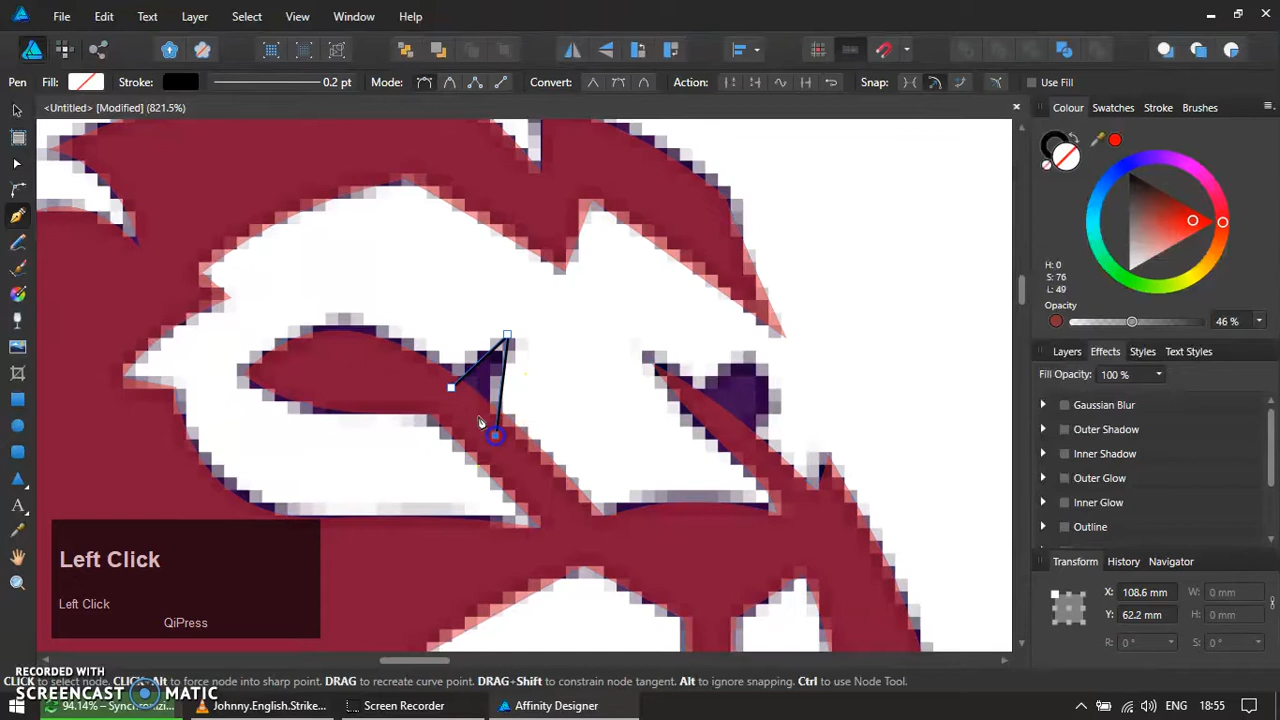 File Edit Text Layer Select View Window Help
Pen Fill: Stroke: 0.2 pt Mode: Convert: Action: Snap: Use Fill
<Untitled> [Modified] (821.5%)
Colour Swatches Stroke Brushes
H: 0
S: 76
L: 49
Opacity
46 %
Layers Effects Styles Text Styles
Fill Opacity: 100 %
Gaussian Blur
Outer Shadow
Inner Shadow
Outer Glow
Inner Glow
Outline
Transform History Navigator
X: 108.6 mm W: 0 mm
Y: 62.2 mm H: 0 mm
R: 0 ° S: 0 °
Left Click
Left Click
QiPress
RECORDED WITH
SCREENCAST MATIC
CLICK to select node. CLICK+Alt to force node into sharp point. DRAG to recreate curve point. DRAG+Shift to constrain node tangent. Alt to ignore snapping. Ctrl to use Node Tool.
94.14% – Synchronizi... Johnny.English.Strike... Screen Recorder Affinity Designer 18:55